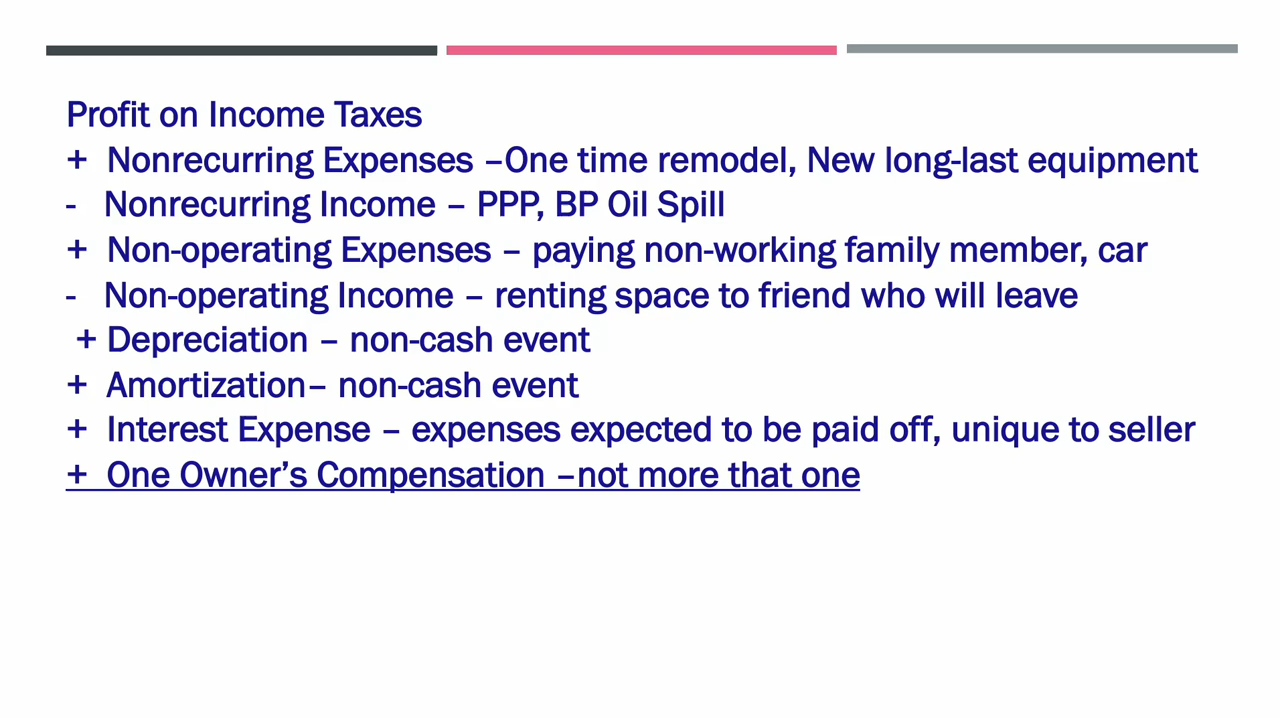 Profit on Income Taxes
+ Nonrecurring Expenses –One time remodel, New long-last equipment
- Nonrecurring Income – PPP, BP Oil Spill
+ Non-operating Expenses – paying non-working family member, car
- Non-operating Income – renting space to friend who will leave
+ Depreciation – non-cash event
+ Amortization– non-cash event
+ Interest Expense – expenses expected to be paid off, unique to seller
+ One Owner’s Compensation –not more that one